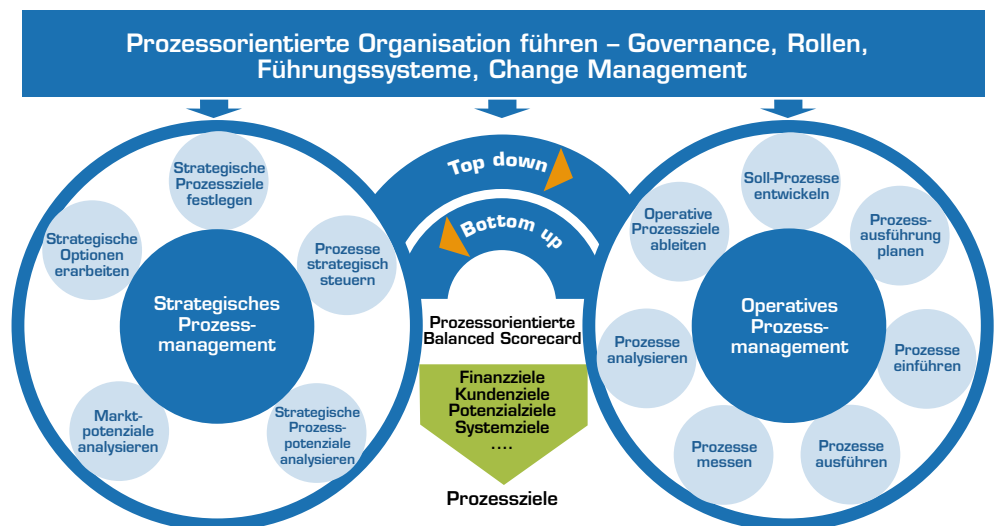 Prozessorientierte Organisation führen – Governance, Rollen,
Führungssysteme, Change Management
Strategische
Prozessziele
festlegen
Strategische
Optionen
erarbeiten
Prozesse
strategisch
steuern
Strategisches
Prozess-
management
Markt-
potenziale
analysieren
Strategische
Prozess-
potenziale
analysieren
Top down
Bottom up
Prozessorientierte
Balanced Scorecard
Finanzziele
Kundenziele
Potenzialziele
Systemziele
....
Prozessziele
Soll-Prozesse
entwickeln
Operative
Prozessziele
ableiten
Prozess-
ausführung
planen
Operatives
Prozess-
management
Prozesse
analysieren
Prozesse
einführen
Prozesse
messen
Prozesse
ausführen